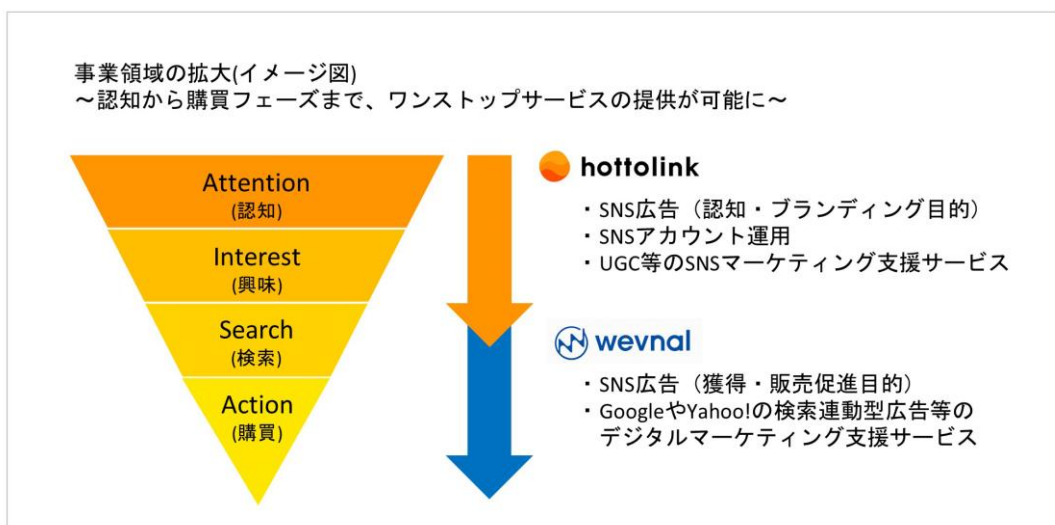 事業領域の拡大(イメージ図)
～認知から購買フェーズまで、ワンストップサービスの提供が可能に～
Attention
(認知)
Interest
(興味)
Search
(検索)
Action
(購買)
hottolink
・SNS広告（認知・ブランディング目的）
・SNSアカウント運用
・UGC等のSNSマーケティング支援サービス
wevnal
・SNS広告（獲得・販売促進目的）
・GoogleやYahoo!の検索連動型広告等の
デジタルマーケティング支援サービス